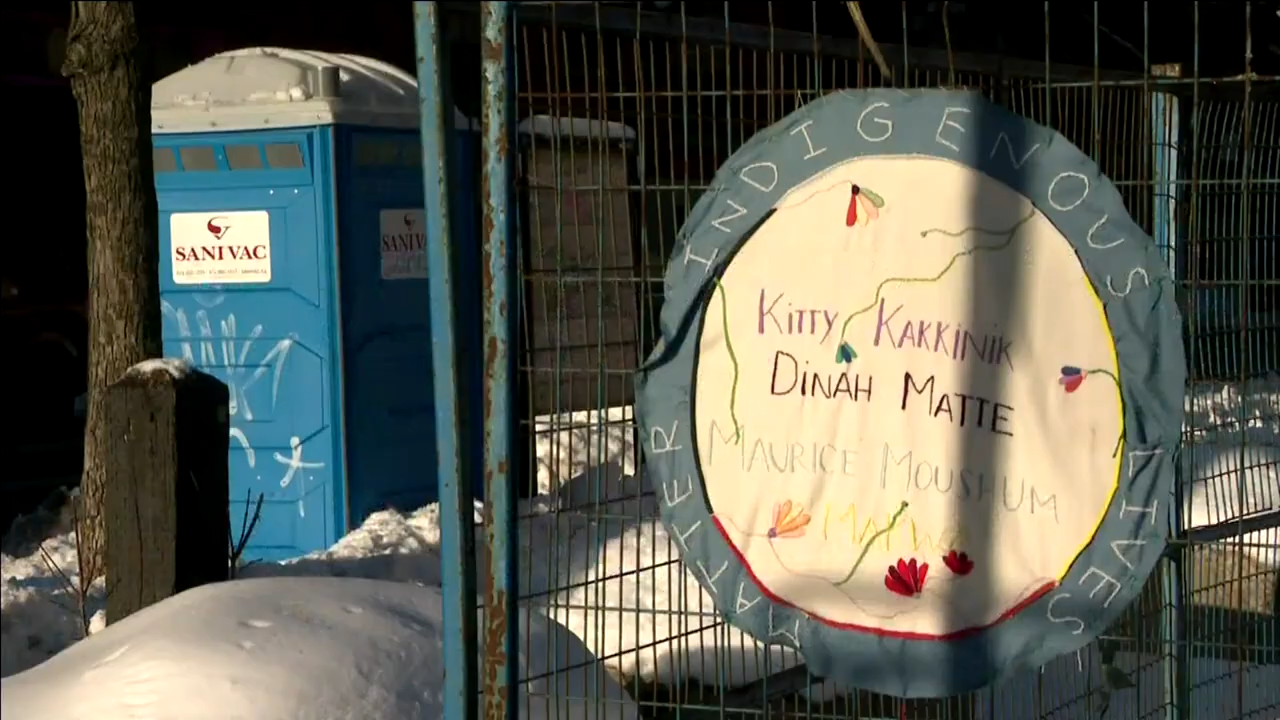 SANIVAC
SANIVAC
INDIGENOUS
LIVES
MATTER
KiTTY KAKKiNiK
DiNAH MATTE
MAURICE MOUSHUM